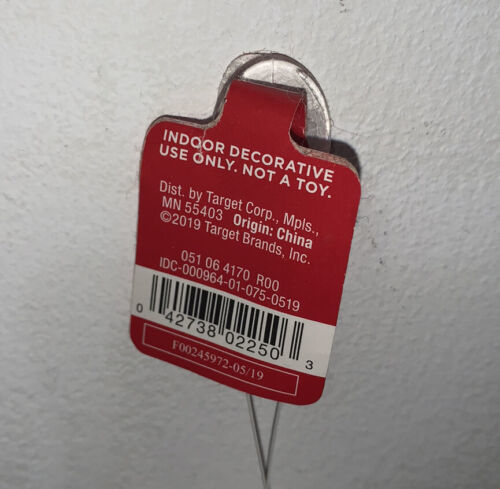 INDOOR DECORATIVE
USE ONLY. NOT A TOY.
Dist. by Target Corp., Mpls.,
MN 55403 Origin: China
©2019 Target Brands, Inc.
051 06 4170 R00
IDC-000964-01-075-0519
0 42738 02250 3
F00245972-05/19